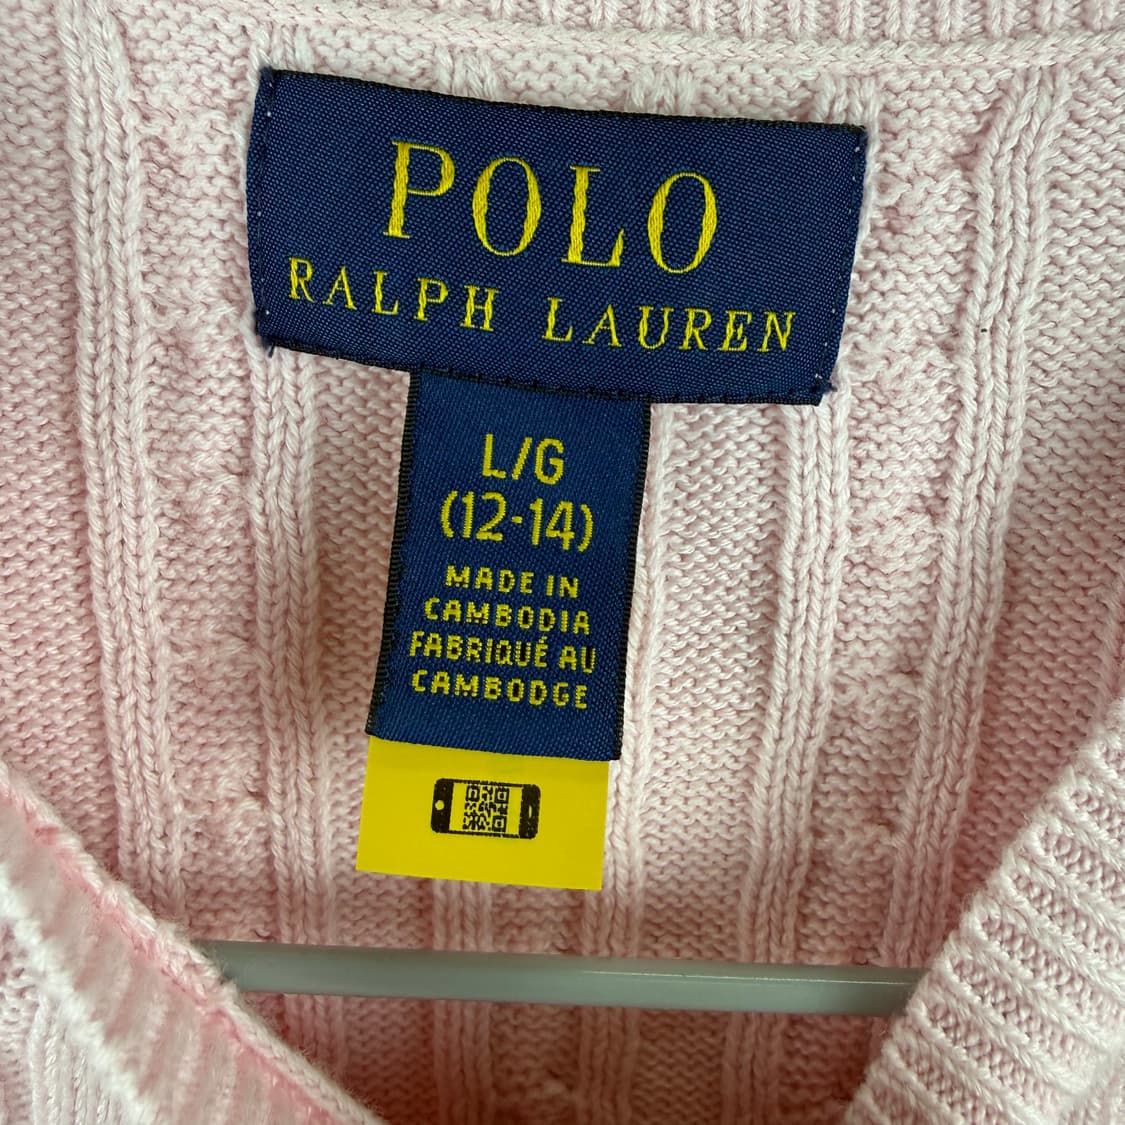 POLO
RALPH LAUREN
L/G
(12-14)
MADE IN
CAMBODIA
FABRIQUÉ AU
CAMBODGE